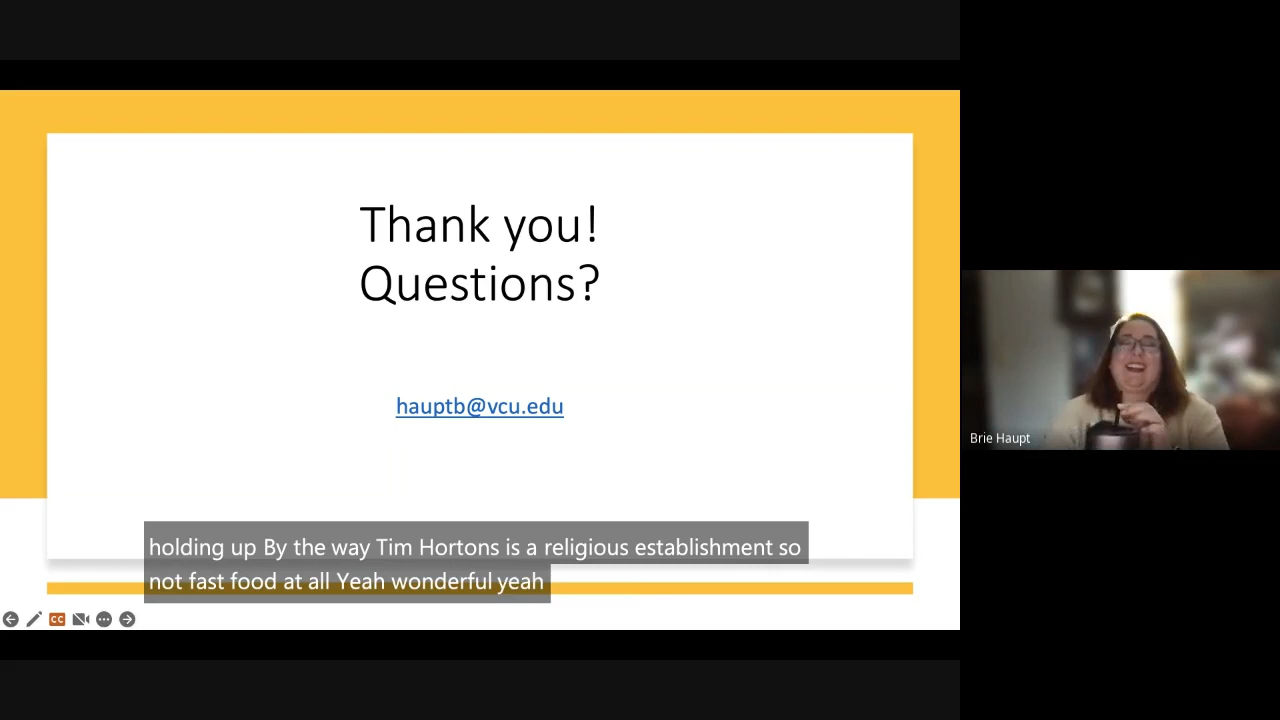 Thank you!
Questions?
hauptb@vcu.edu
holding up By the way Tim Hortons is a religious establishment so
not fast food at all Yeah wonderful yeah
CC
Brie Haupt